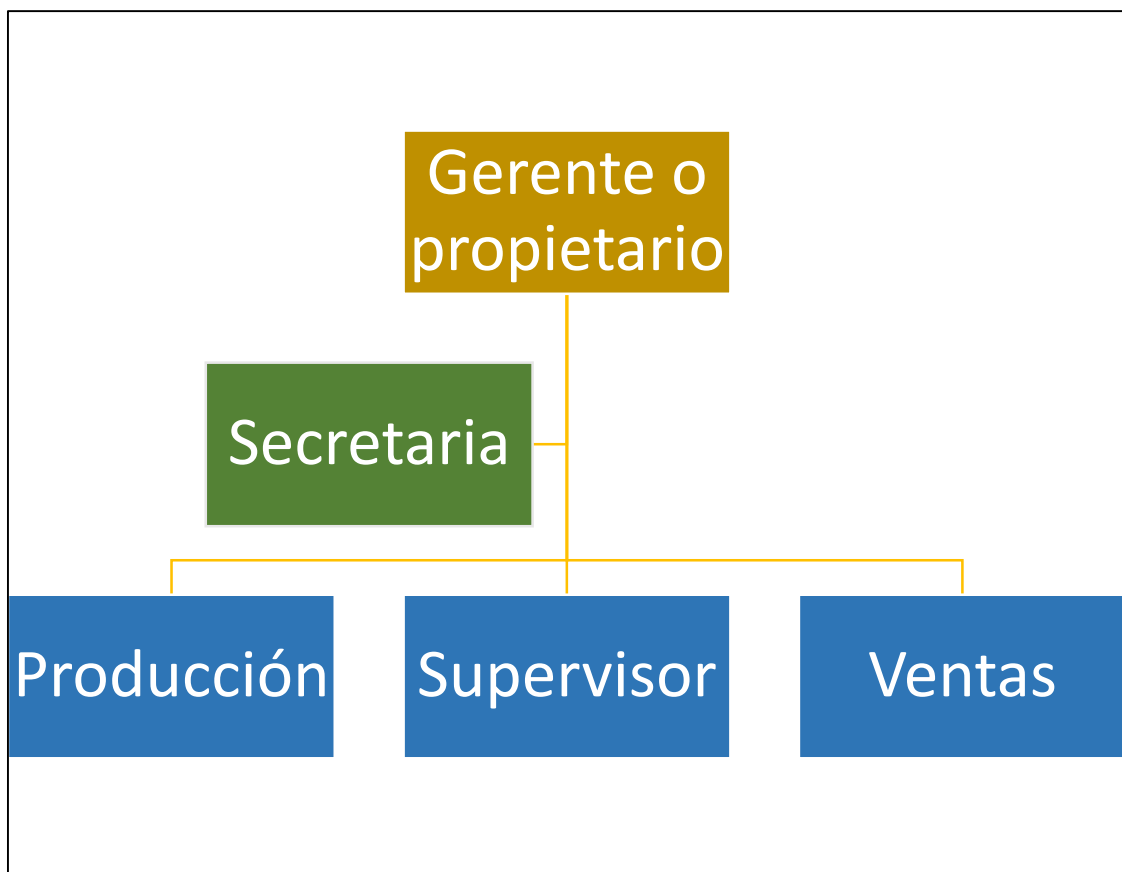 Gerente o
propietario
Secretaria
Producción
Supervisor
Ventas